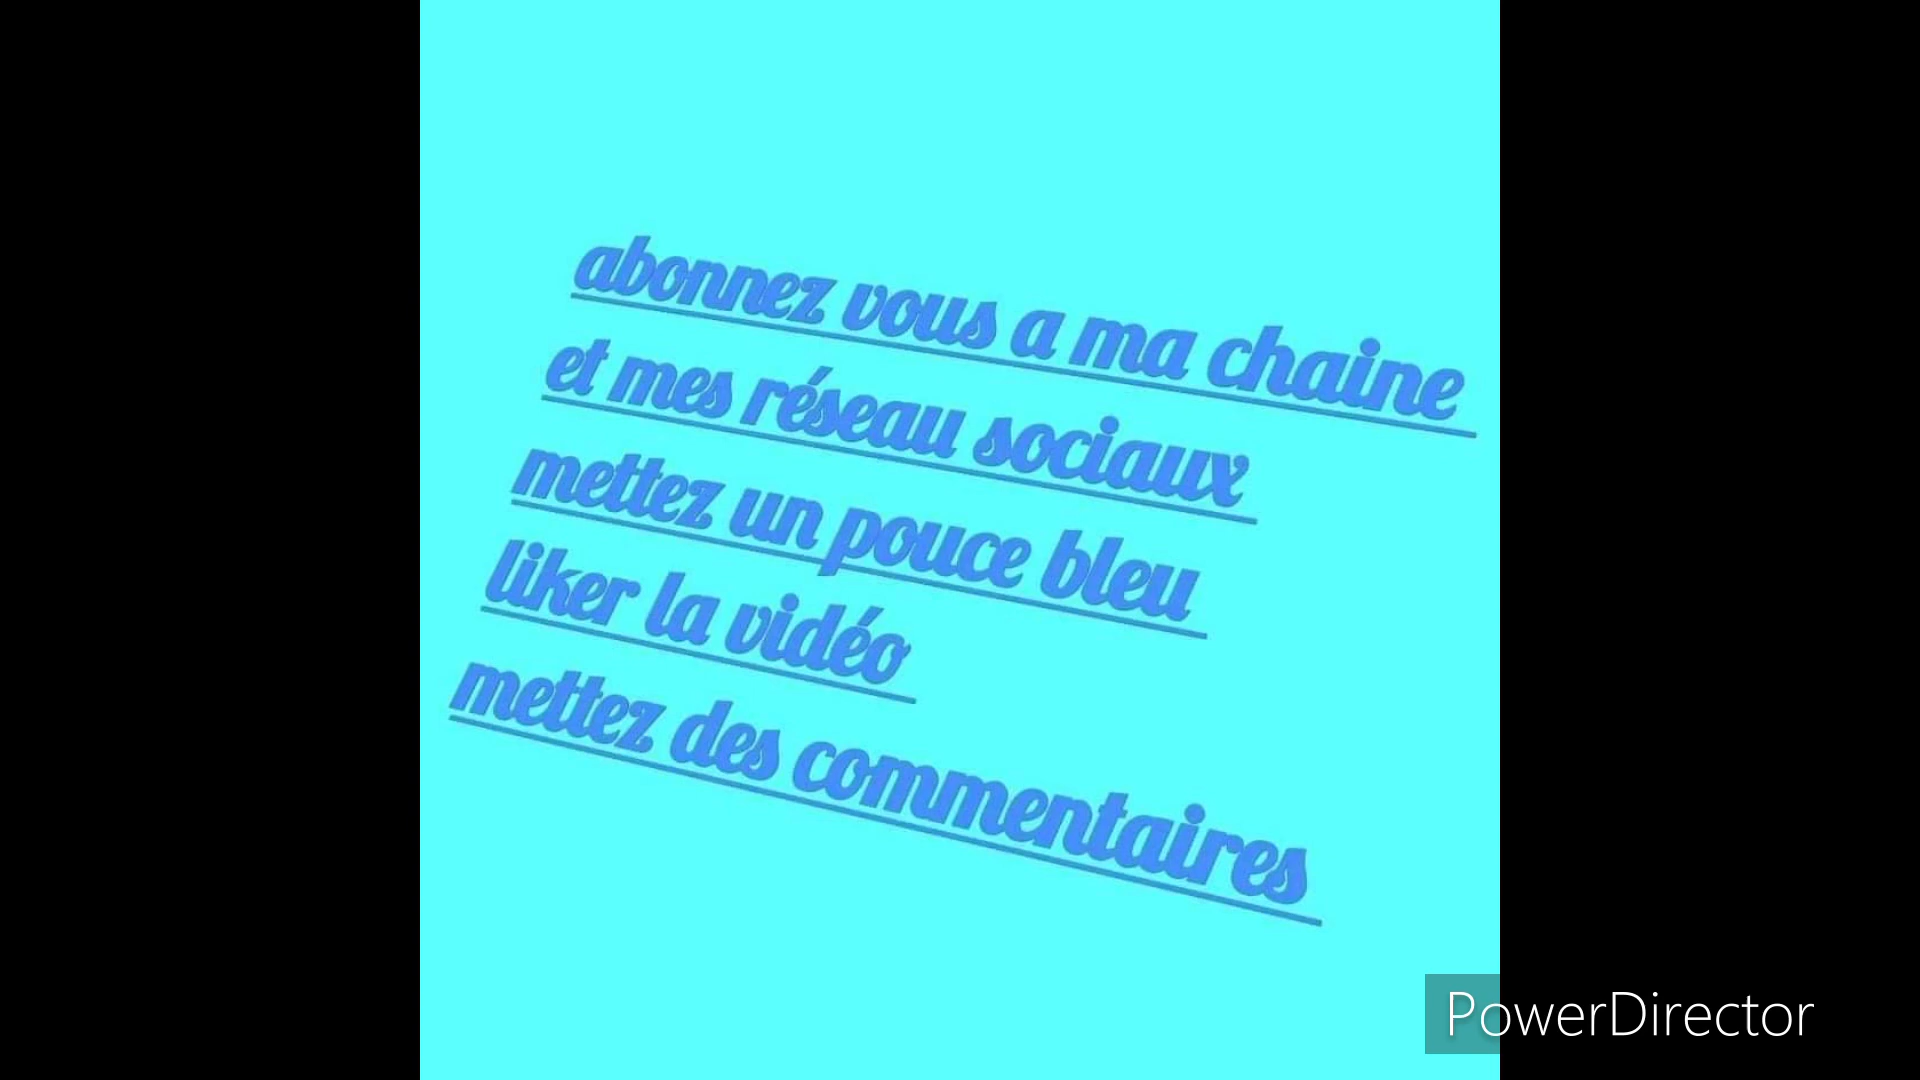 abonnez vous a ma chaine
et mes réseau sociaux
mettez un pouce bleu
liker la vidéo
mettez des commentaires
PowerDirector